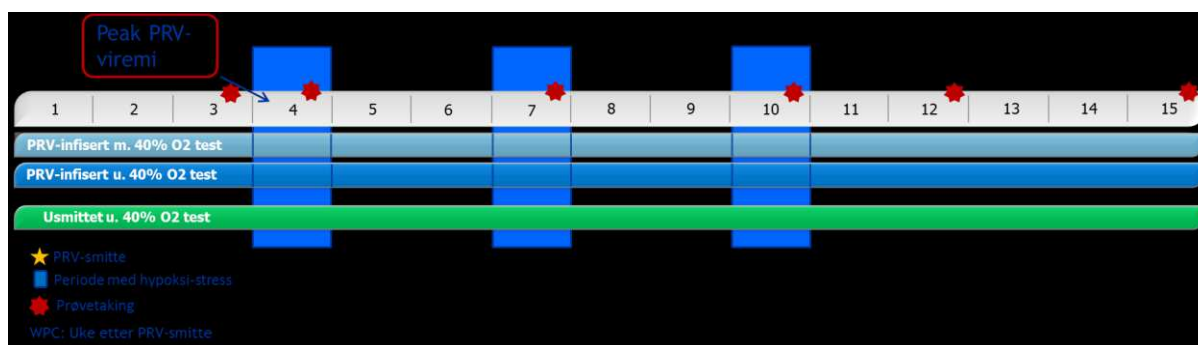 Peak PRV-
viremi
1 2 3 4 5 6 7 8 9 10 11 12 13 14 15
PRV-infisert m. 40% O2 test
PRV-infisert u. 40% O2 test
Usmittet u. 40% O2 test
PRV-smitte
Periode med hypoksi-stress
Prøvetaking
WPC: Uke etter PRV-smitte